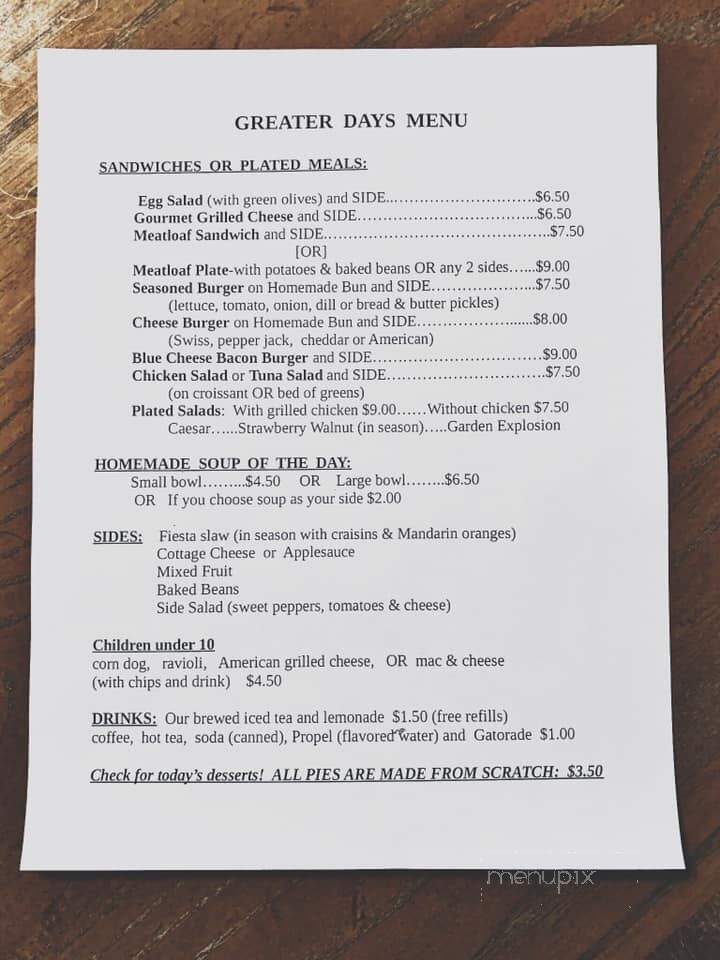 GREATER DAYS MENU
SANDWICHES OR PLATED MEALS:
Egg Salad (with green olives) and SIDE..……………………….$6.50
Gourmet Grilled Cheese and SIDE……………………………...$6.50
Meatloaf Sandwich and SIDE…………………………………….$7.50
[OR]
Meatloaf Plate-with potatoes & baked beans OR any 2 sides…...$9.00
Seasoned Burger on Homemade Bun and SIDE………………...$7.50
(lettuce, tomato, onion, dill or bread & butter pickles)
Cheese Burger on Homemade Bun and SIDE…………….......$8.00
(Swiss, pepper jack, cheddar or American)
Blue Cheese Bacon Burger and SIDE……………………………$9.00
Chicken Salad or Tuna Salad and SIDE………………………….$7.50
(on croissant OR bed of greens)
Plated Salads: With grilled chicken $9.00……Without chicken $7.50
Caesar…...Strawberry Walnut (in season)…..Garden Explosion
HOMEMADE SOUP OF THE DAY:
Small bowl……...$4.50 OR Large bowl……..$6.50
OR If you choose soup as your side $2.00
SIDES: Fiesta slaw (in season with craisins & Mandarin oranges)
Cottage Cheese or Applesauce
Mixed Fruit
Baked Beans
Side Salad (sweet peppers, tomatoes & cheese)
Children under 10
corn dog, ravioli, American grilled cheese, OR mac & cheese
(with chips and drink) $4.50
DRINKS: Our brewed iced tea and lemonade $1.50 (free refills)
coffee, hot tea, soda (canned), Propel (flavored water) and Gatorade $1.00
Check for today's desserts! ALL PIES ARE MADE FROM SCRATCH: $3.50
menupix